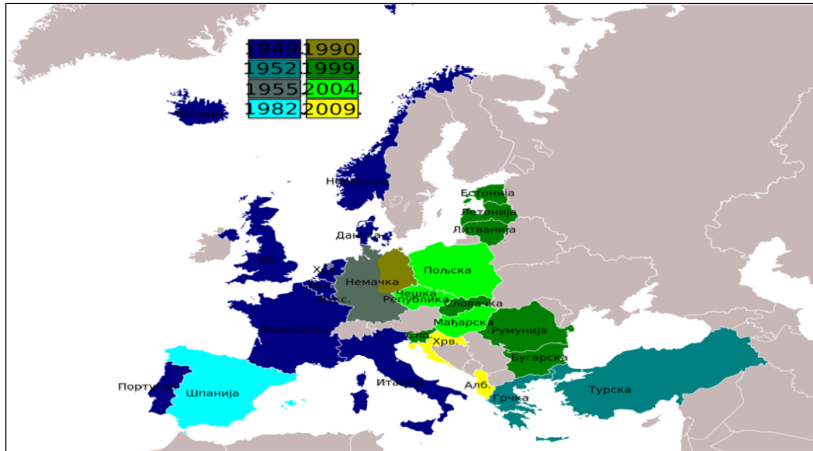 1949. 1990.
1952. 1999.
1955. 2004.
1982. 2009.
Естонија
Летонија
Литванија
Пољска
Немачка
Чешка
Република
Словачка
Мађарска
Румунија
Француска
Хрв.
Бугарска
Италија
Алб.
Португал
Шпанија
Турска
Грчка